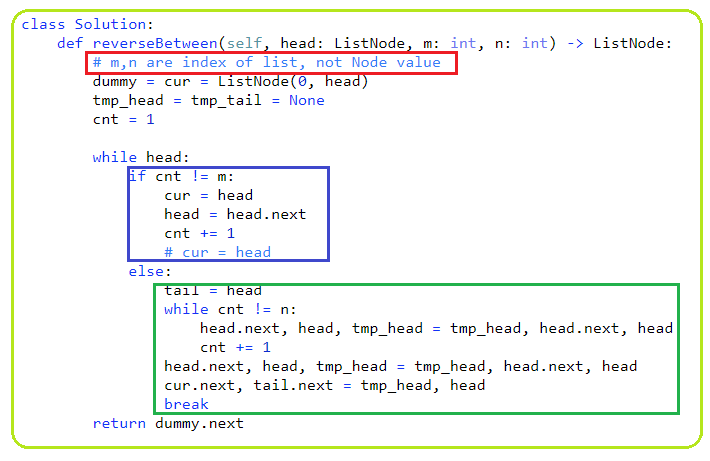 class Solution:
    def reverseBetween(self, head: ListNode, m: int, n: int) -> ListNode:
        # m,n are index of list, not Node value
        dummy = cur = ListNode(0, head)
        tmp_head = tmp_tail = None
        cnt = 1

        while head:
            if cnt != m:
                cur = head
                head = head.next
                cnt += 1
                # cur = head
            else:
                tail = head
                while cnt != n:
                    head.next, head, tmp_head = tmp_head, head.next, head
                    cnt += 1
                head.next, head, tmp_head = tmp_head, head.next, head
                cur.next, tail.next = tmp_head, head
                break
        return dummy.next